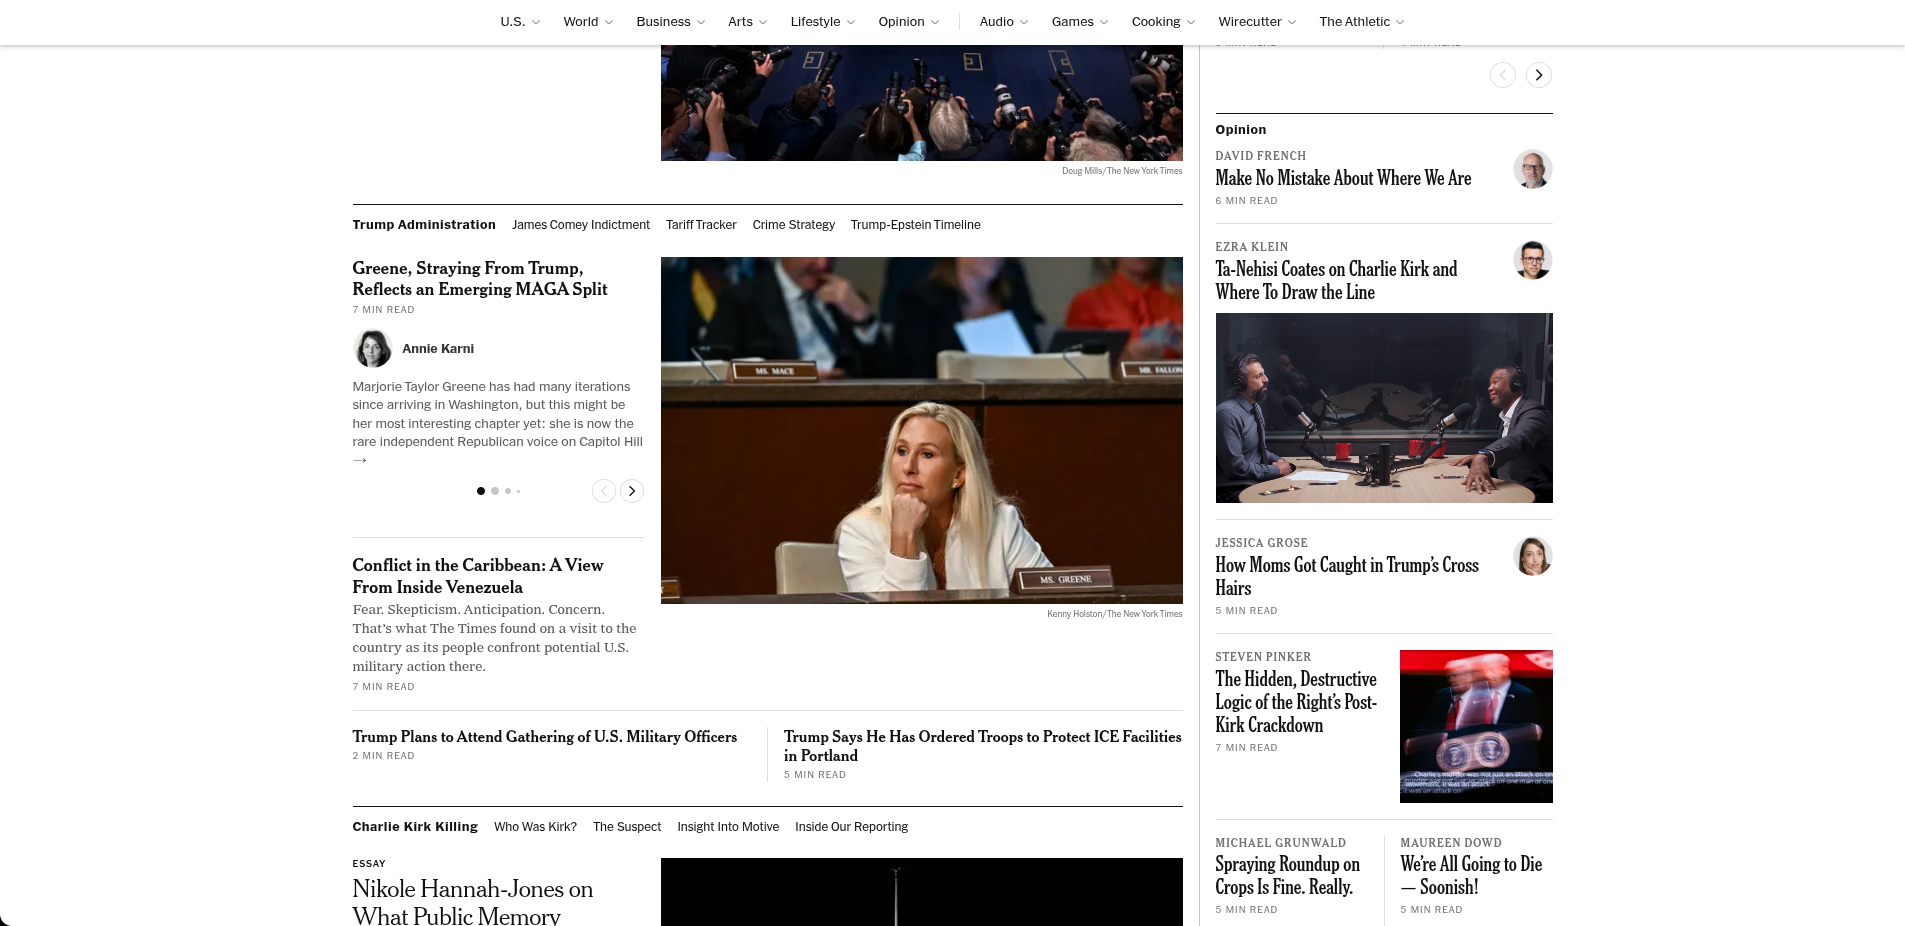 U.S. World Business Arts Lifestyle Opinion Audio Games Cooking Wirecutter The Athletic
Doug Mills/The New York Times
Trump Administration James Comey Indictment Tariff Tracker Crime Strategy Trump-Epstein Timeline
Greene, Straying From Trump,
Reflects an Emerging MAGA Split
7 MIN READ
Annie Karni
Marjorie Taylor Greene has had many iterations
since arriving in Washington, but this might be
her most interesting chapter yet: she is now the
rare independent Republican voice on Capitol Hill
→
MS. MACE
MR. FALLON
MS. GREENE
Kenny Holston/The New York Times
Conflict in the Caribbean: A View
From Inside Venezuela
Fear. Skepticism. Anticipation. Concern.
That’s what The Times found on a visit to the
country as its people confront potential U.S.
military action there.
7 MIN READ
Trump Plans to Attend Gathering of U.S. Military Officers
2 MIN READ
Trump Says He Has Ordered Troops to Protect ICE Facilities
in Portland
5 MIN READ
Charlie Kirk Killing Who Was Kirk? The Suspect Insight Into Motive Inside Our Reporting
ESSAY
Nikole Hannah-Jones on
What Public Memory
Opinion
DAVID FRENCH
Make No Mistake About Where We Are
6 MIN READ
EZRA KLEIN
Ta-Nehisi Coates on Charlie Kirk and
Where To Draw the Line
JESSICA GROSE
How Moms Got Caught in Trump’s Cross
Hairs
5 MIN READ
STEVEN PINKER
The Hidden, Destructive
Logic of the Right’s Post-
Kirk Crackdown
7 MIN READ
Charlie's murder was not just an attack on on
MICHAEL GRUNWALD
Spraying Roundup on
Crops Is Fine. Really.
5 MIN READ
MAUREEN DOWD
We’re All Going to Die
— Soonish!
5 MIN READ